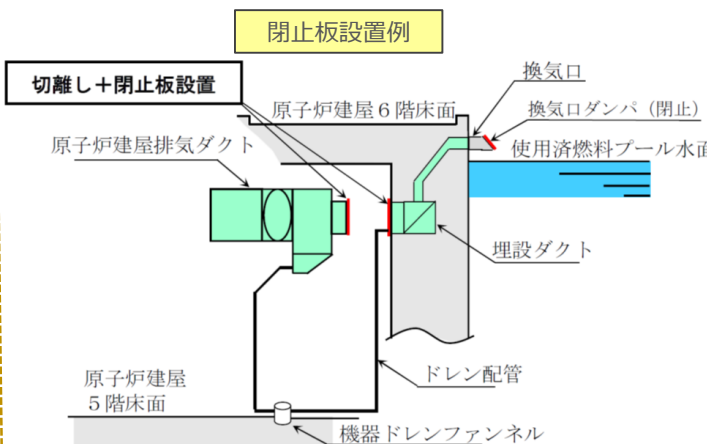 閉止板設置例
換気口
切離し＋閉止板設置
原子炉建屋６階床面
換気口ダンパ（閉止）
原子炉建屋排気ダクト
使用済燃料プール水面
埋設ダクト
ドレン配管
原子炉建屋
５階床面
機器ドレンファンネル